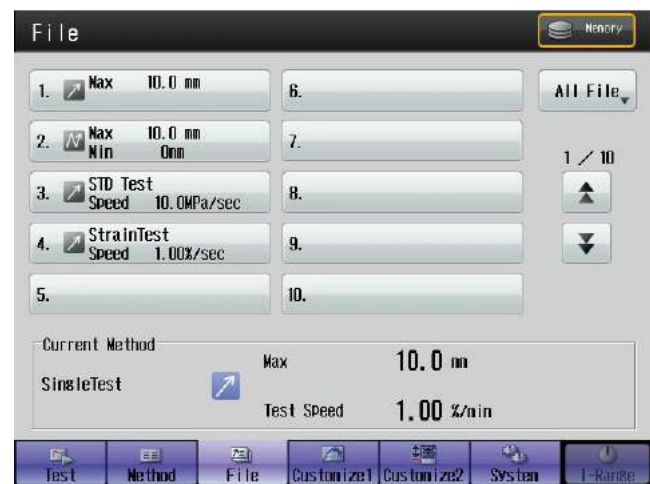 File
Memory
1. Max 10.0 mm
2. Max 10.0 mm
Min 0mm
3. STD Test
Speed 10.0MPa/sec
4. StrainTest
Speed 1.00%/sec
5.
6.
7.
8.
9.
10.
All File
1 / 10
Current Method
SingleTest
Max 10.0 mm
Test Speed 1.00 %/min
Test Method File Customize1 Customize2 System i-Range